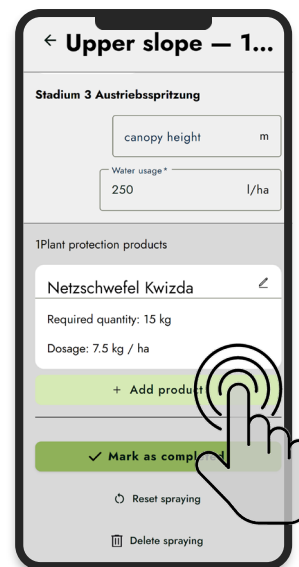 Upper slope — 1...
Stadium 3 Austriebsspritzung
canopy height m
Water usage*
250 l/ha
1Plant protection products
Netzschwefel Kwizda
Required quantity: 15 kg
Dosage: 7.5 kg / ha
+ Add product
Mark as completed
Reset spraying
Delete spraying